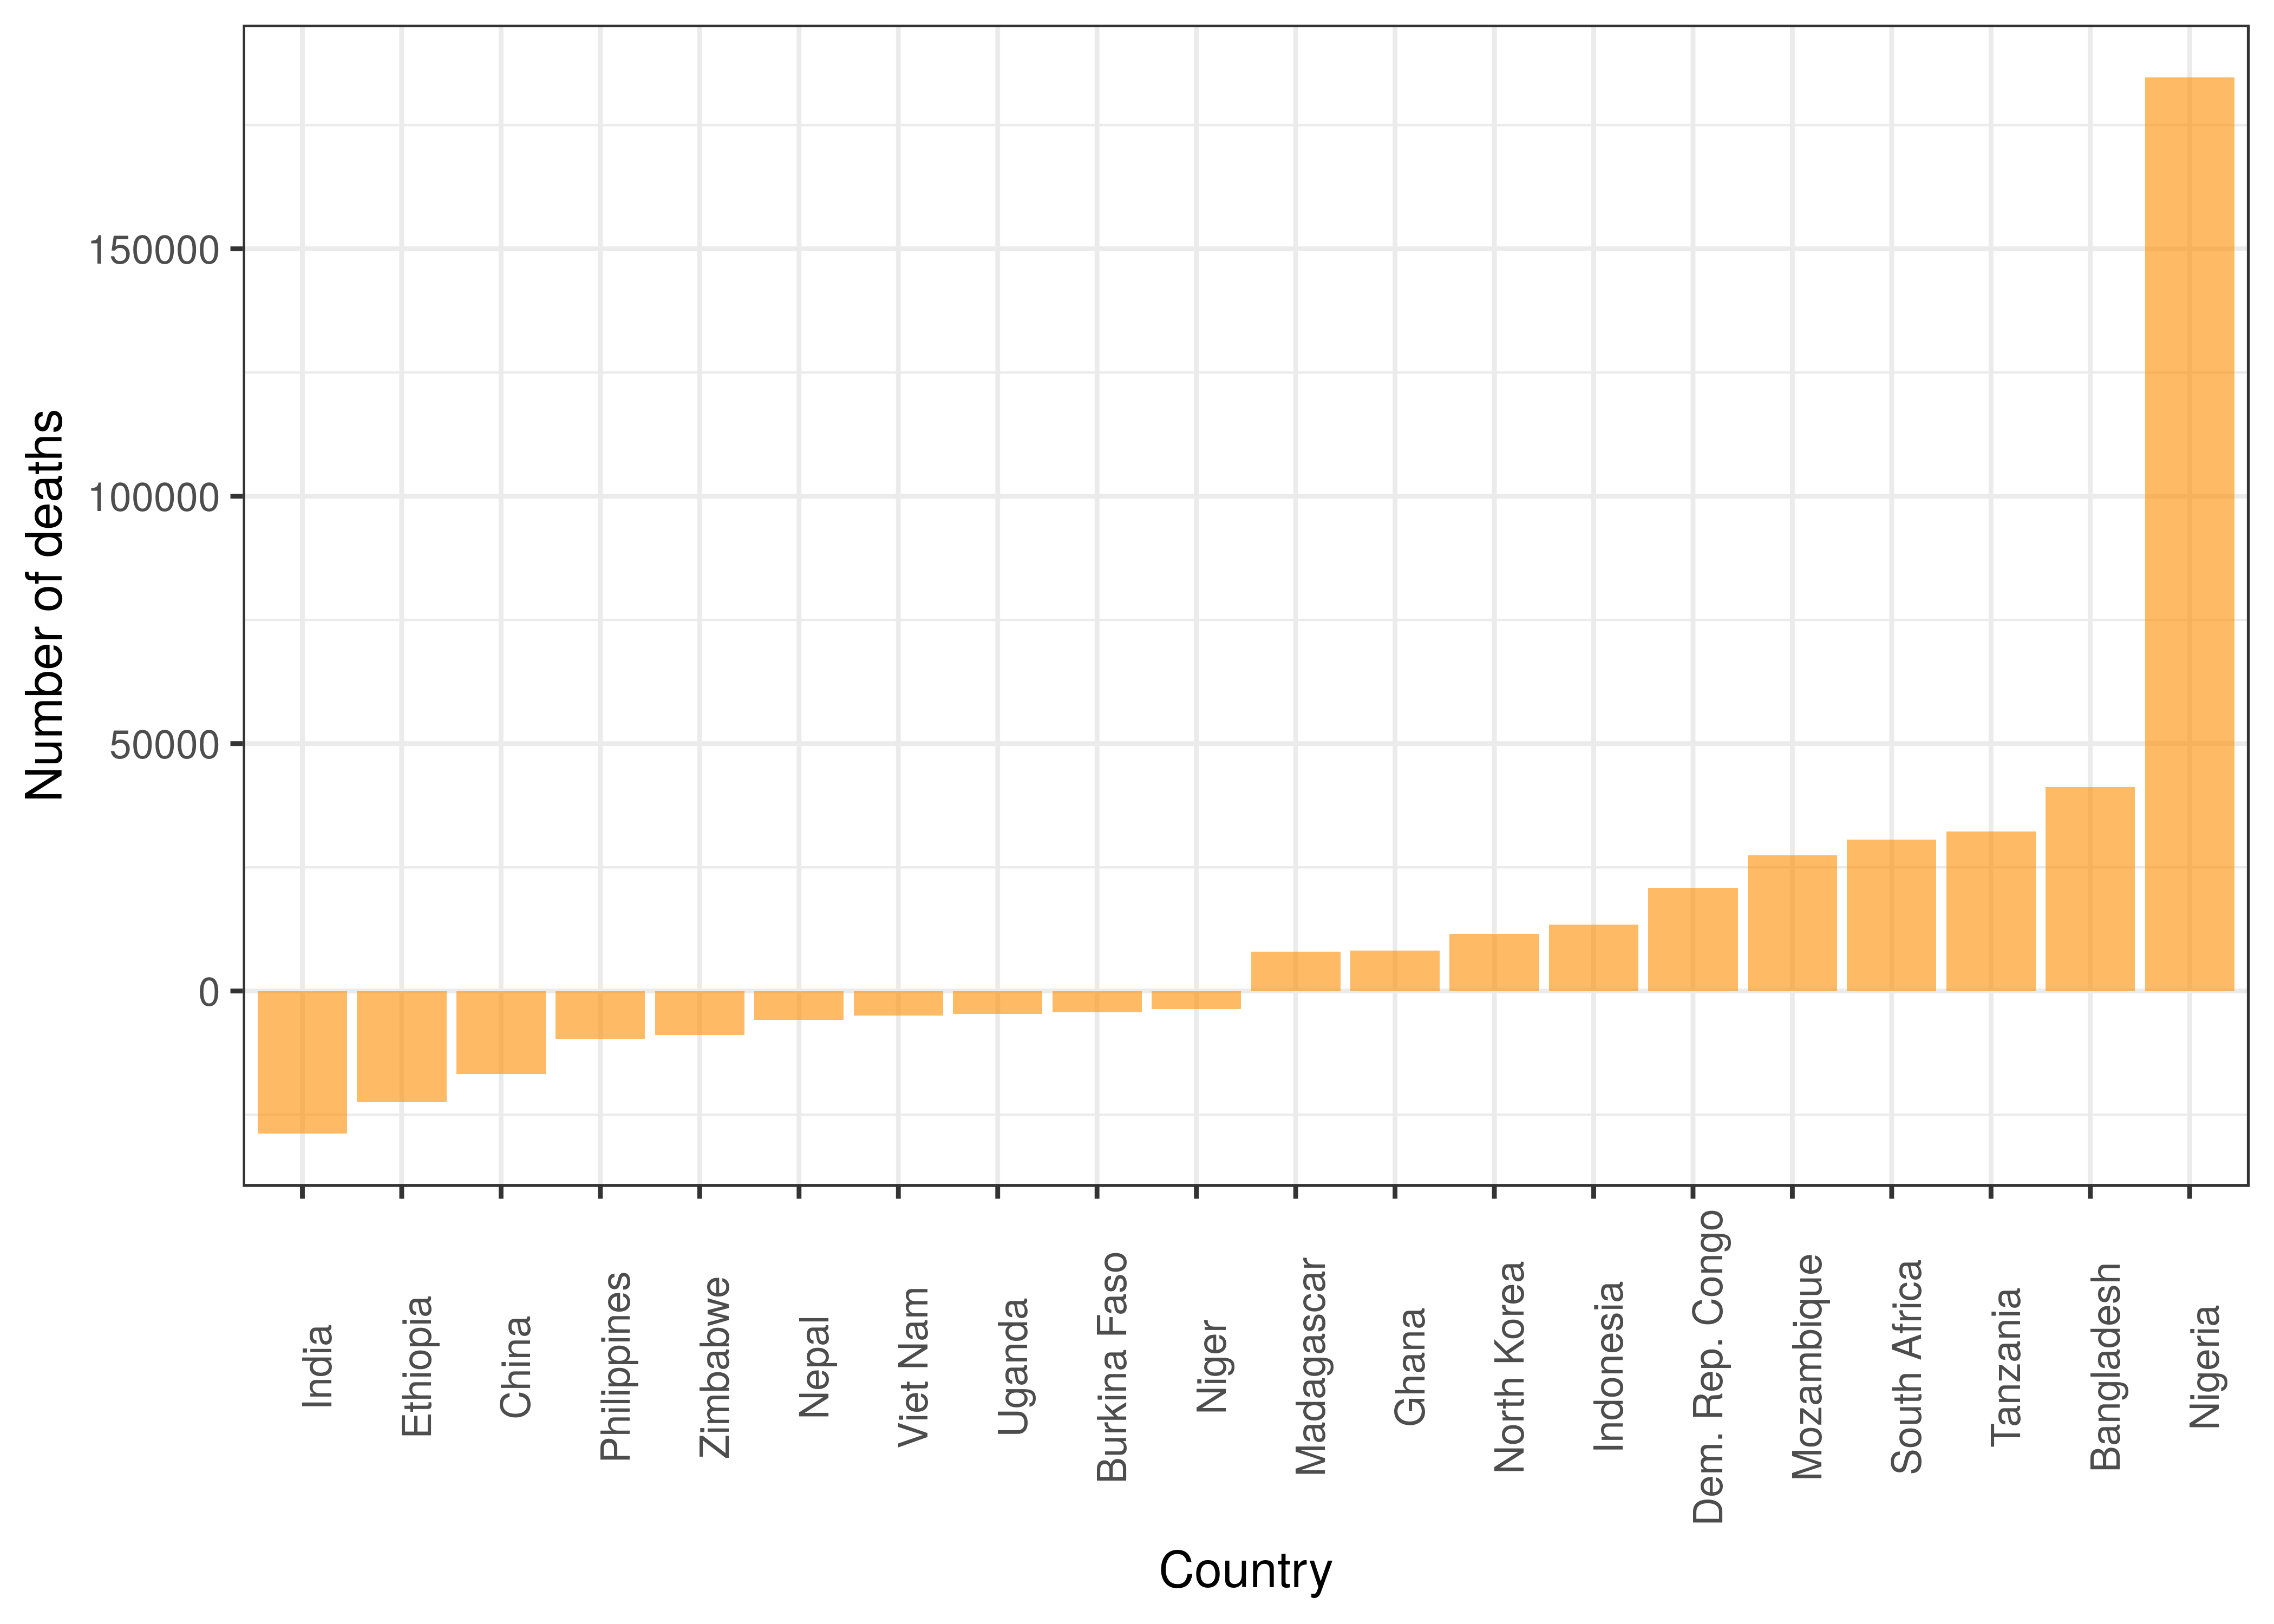 Number of deaths
150000
100000
50000
0
India
Ethiopia
China
Philippines
Zimbabwe
Nepal
Viet Nam
Uganda
Burkina Faso
Niger
Madagascar
Ghana
North Korea
Indonesia
Dem. Rep. Congo
Mozambique
South Africa
Tanzania
Bangladesh
Nigeria
Country